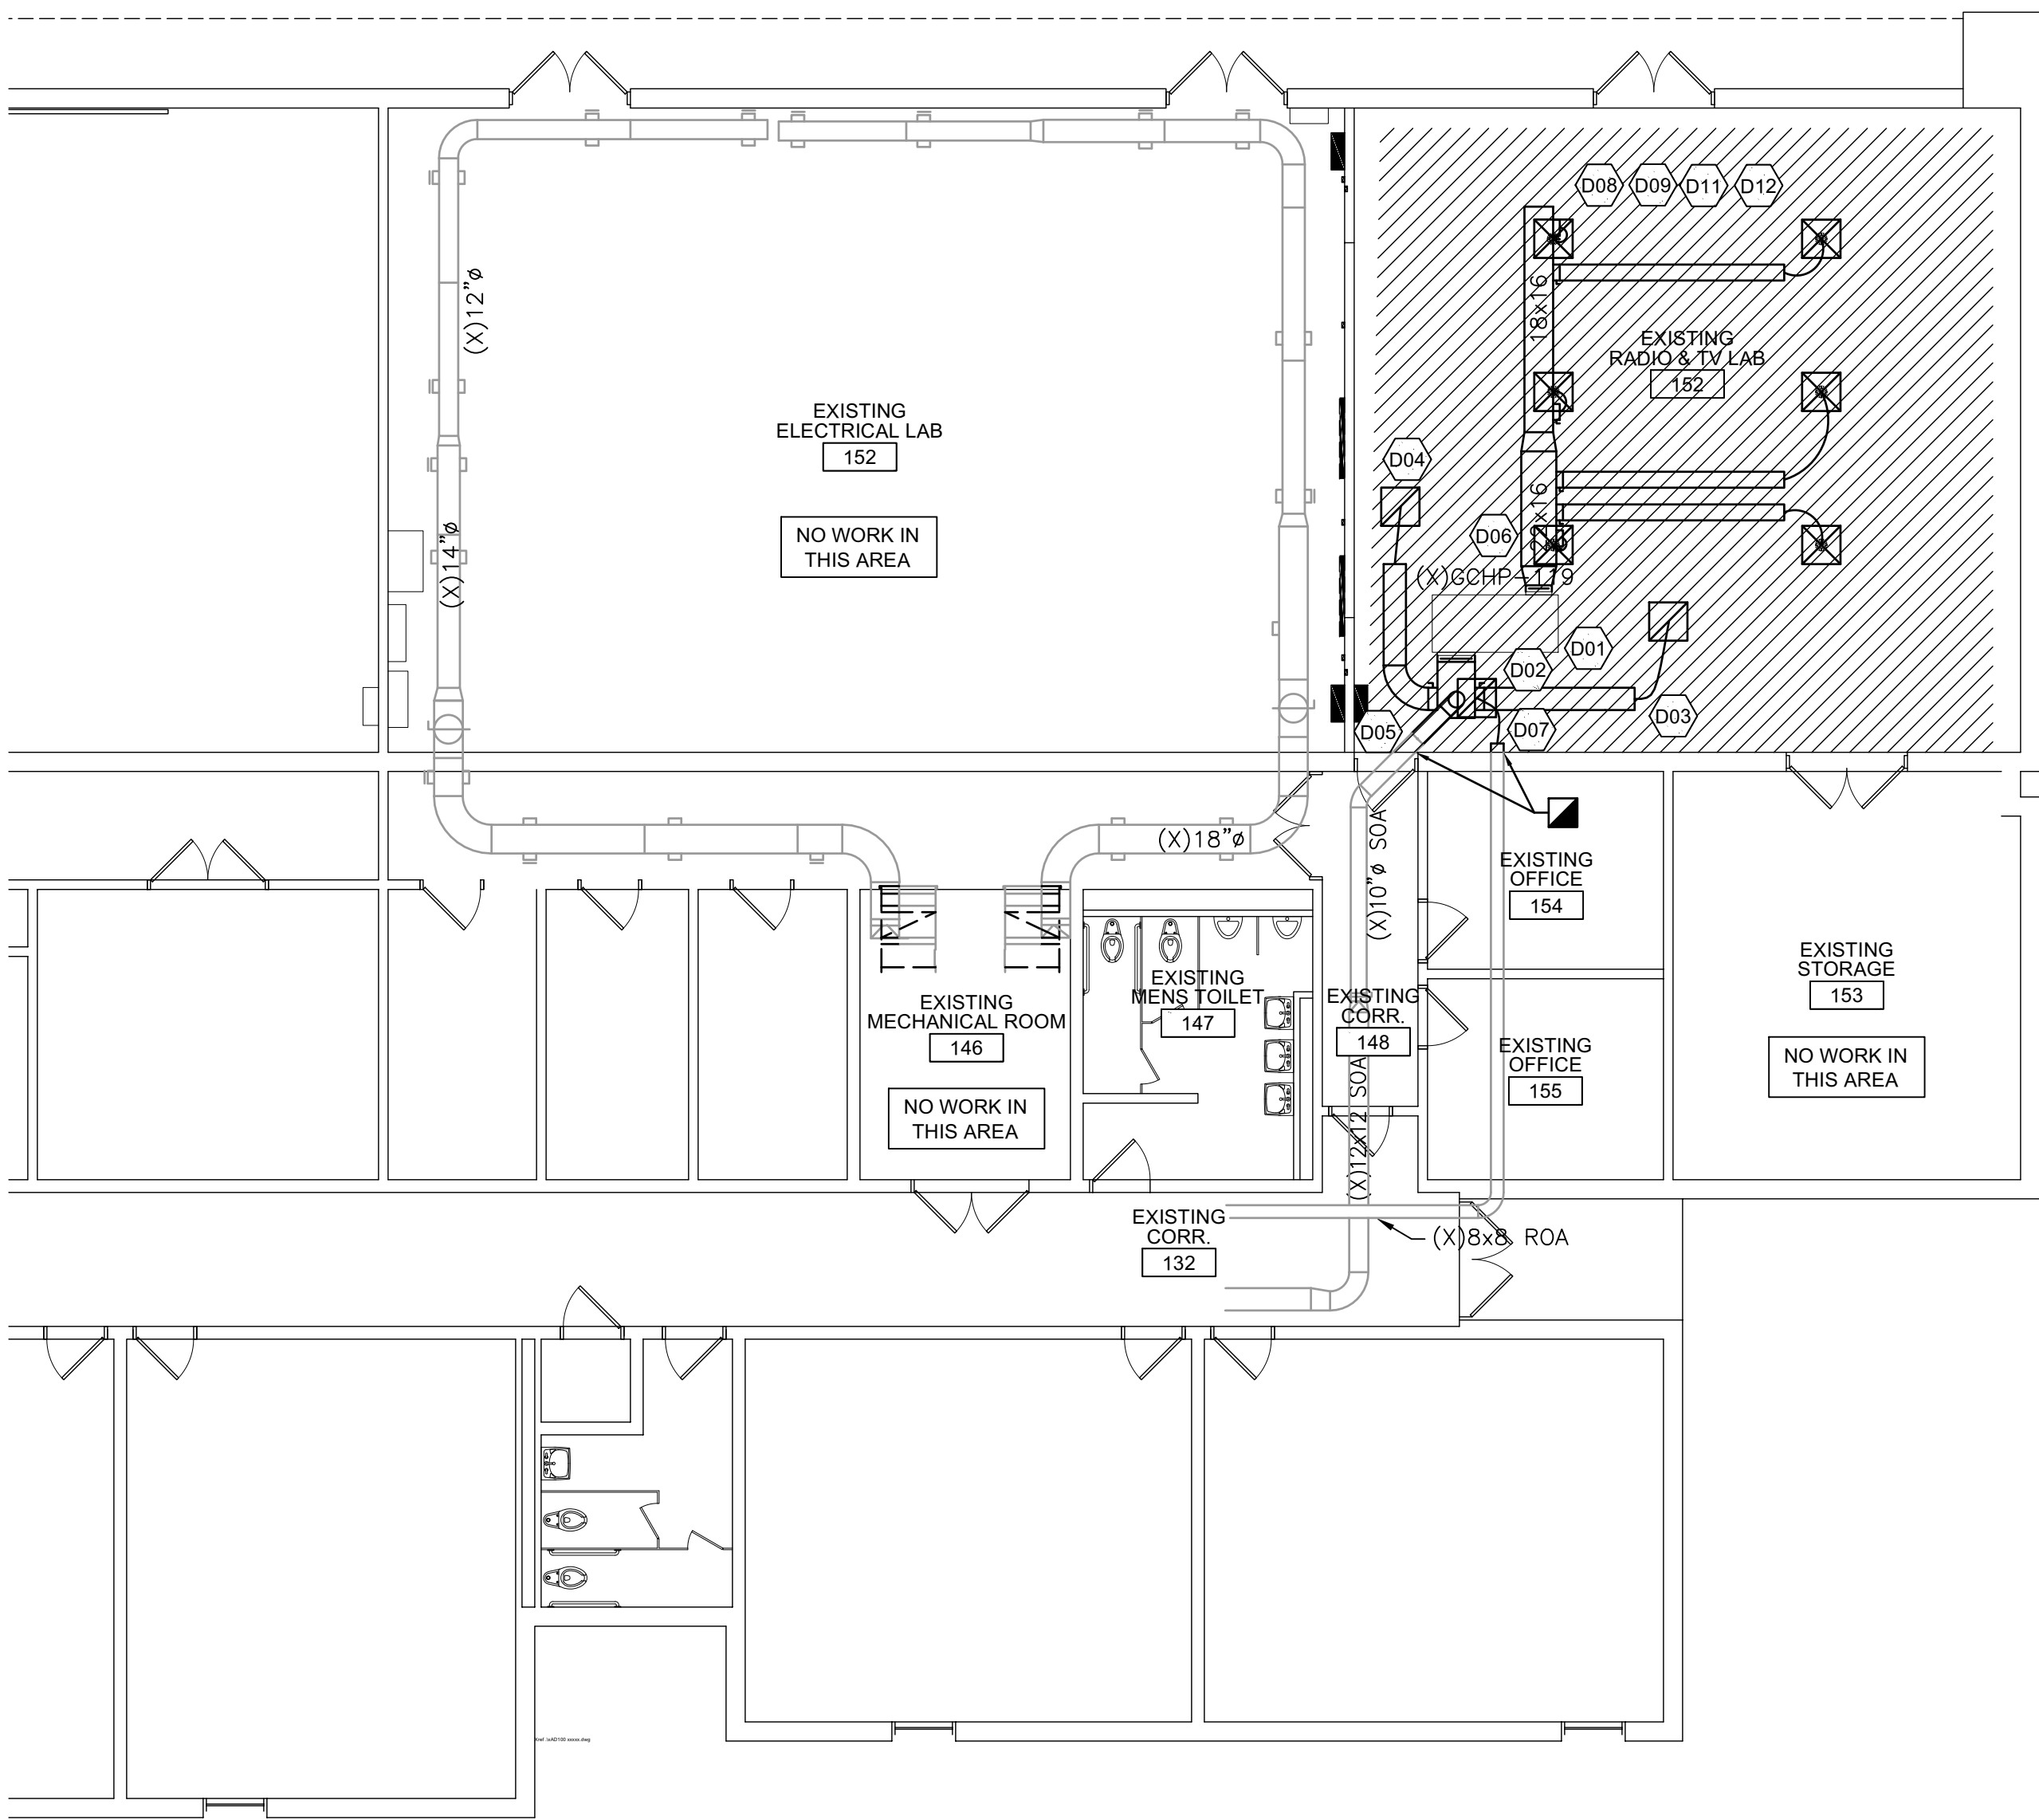 D08 D09 D11 D12
(X)12"ø
18x16
EXISTING
RADIO & TV LAB
152
EXISTING
ELECTRICAL LAB
152
D04
NO WORK IN
THIS AREA
(X)14"ø
D06
22x16
(X)GCHP-119
D01
D02
D03
D05
D07
(X)18"ø
(X)10"ø SOA
EXISTING
OFFICE
154
EXISTING
STORAGE
153
EXISTING
MENS TOILET
147
EXISTING
CORR.
148
EXISTING
MECHANICAL ROOM
146
EXISTING
OFFICE
155
NO WORK IN
THIS AREA
NO WORK IN
THIS AREA
(X)12x12 SOA
EXISTING
CORR.
132
(X)8x8 ROA